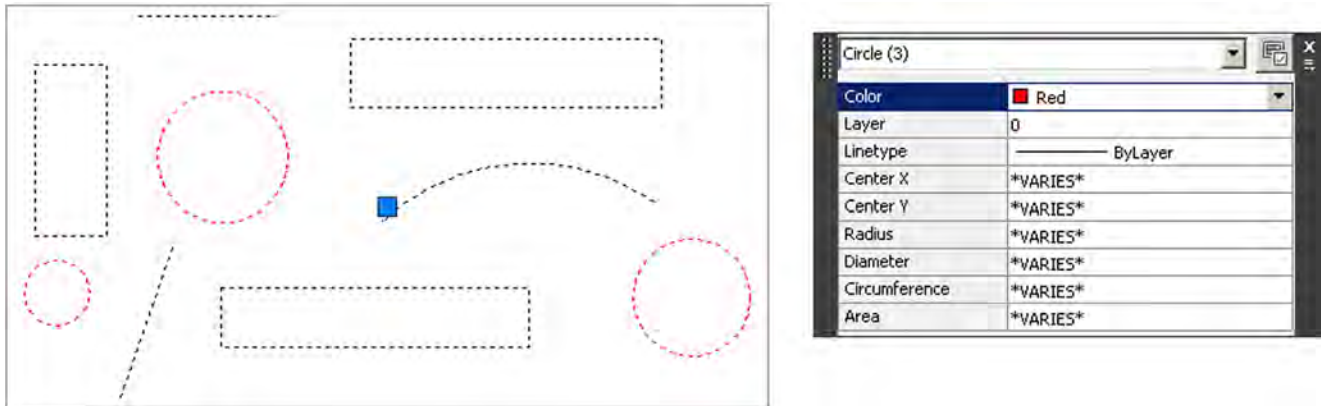 Circle (3)
Color Red
Layer 0
Linetype ByLayer
Center X *VARIES*
Center Y *VARIES*
Radius *VARIES*
Diameter *VARIES*
Circumference *VARIES*
Area *VARIES*